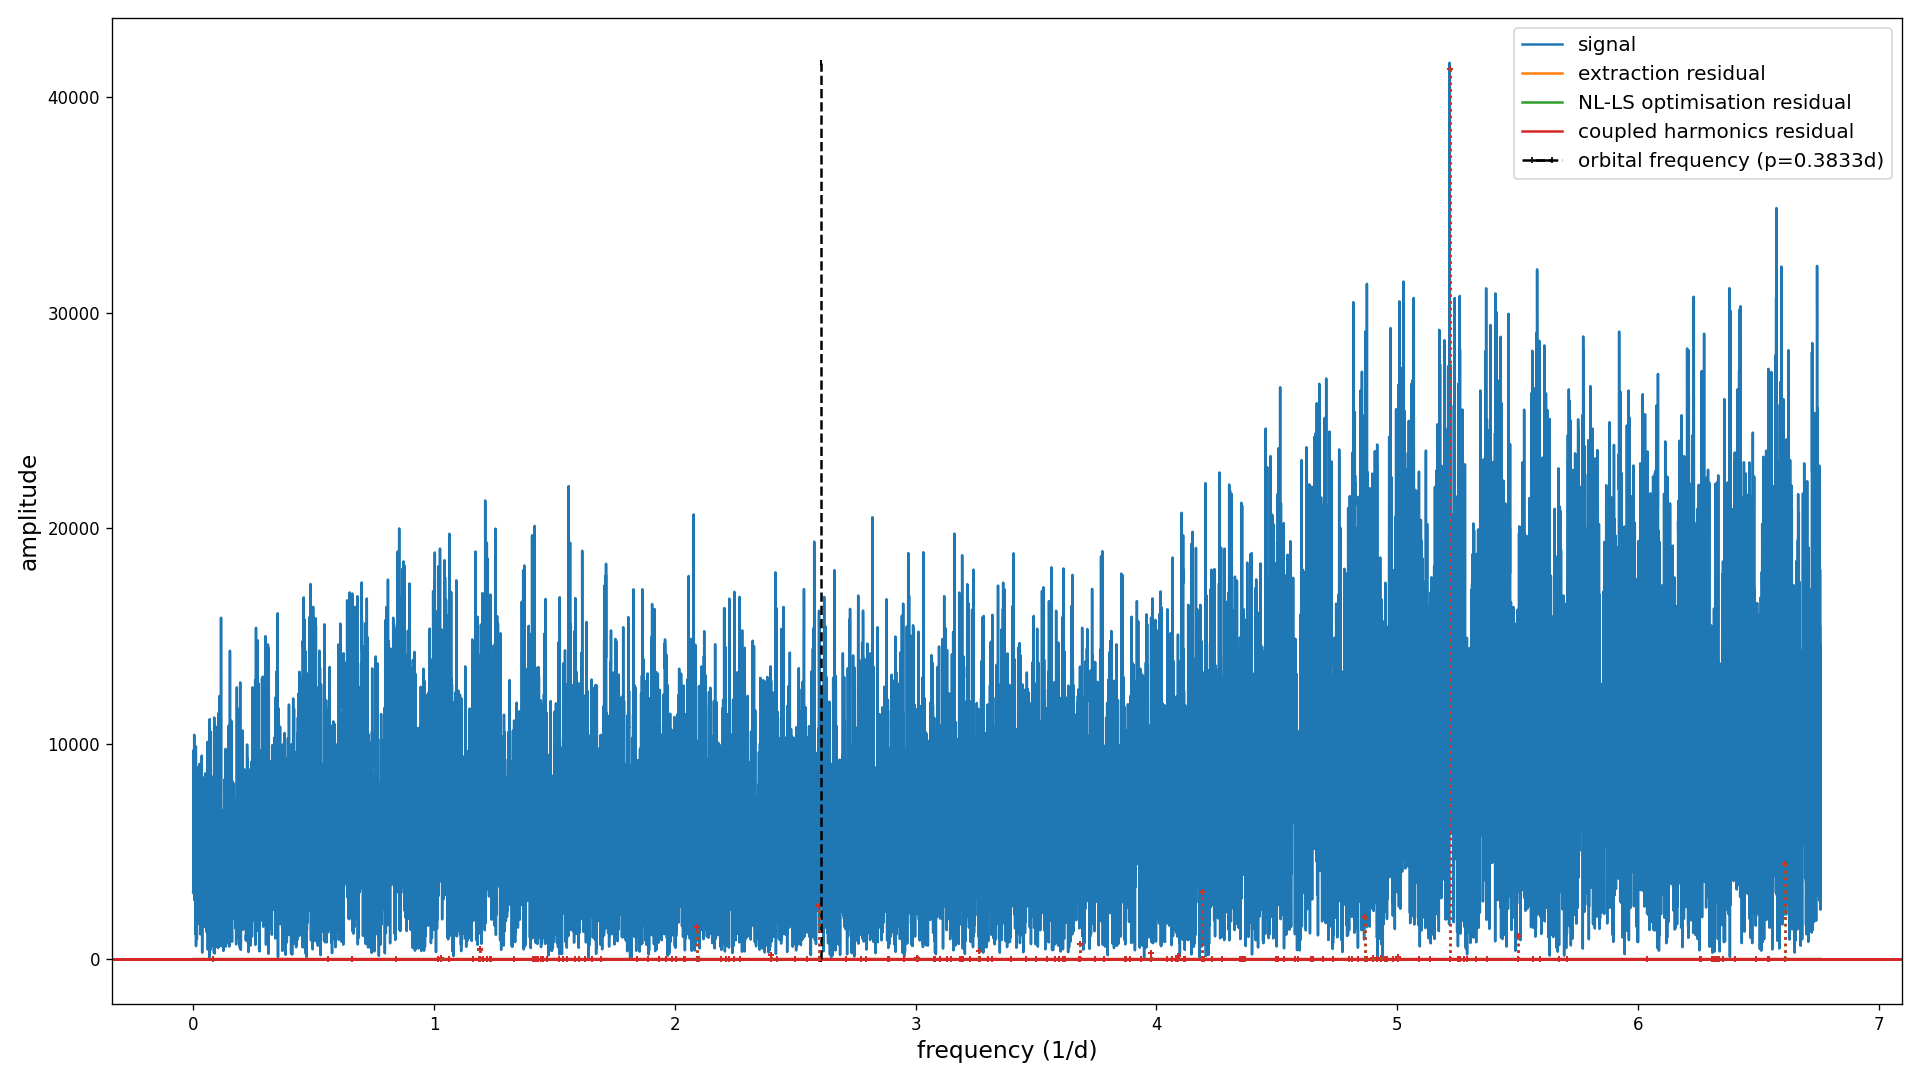 signal
extraction residual
NL-LS optimisation residual
coupled harmonics residual
orbital frequency (p=0.3833d)
amplitude
40000
30000
20000
10000
0
0 1 2 3 4 5 6 7
frequency (1/d)